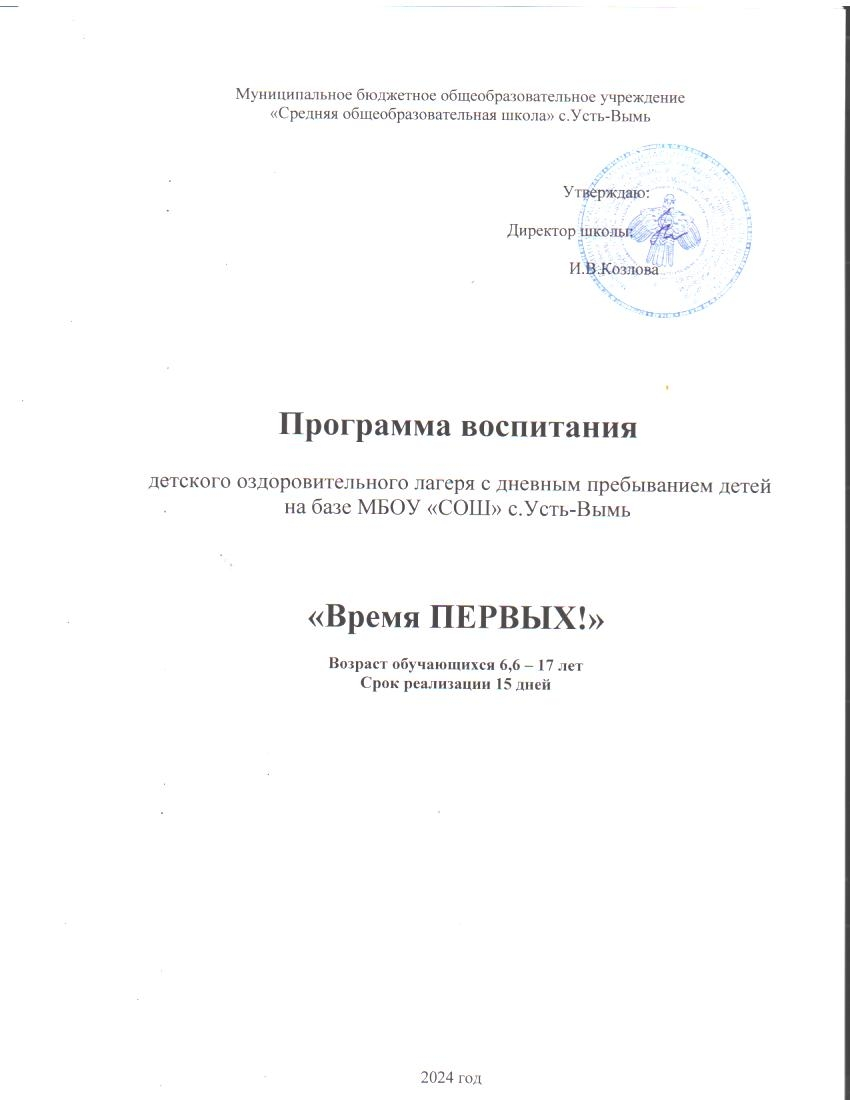 Муниципальное бюджетное общеобразовательное учреждение
«Средняя общеобразовательная школа» с.Усть-Вымь
Утверждаю:
Директор школы:
И.В.Козлова
Программа воспитания
детского оздоровительного лагеря с дневным пребыванием детей
на базе МБОУ «СОШ» с.Усть-Вымь
«Время ПЕРВЫХ!»
Возраст обучающихся 6,6 – 17 лет
Срок реализации 15 дней
2024 год